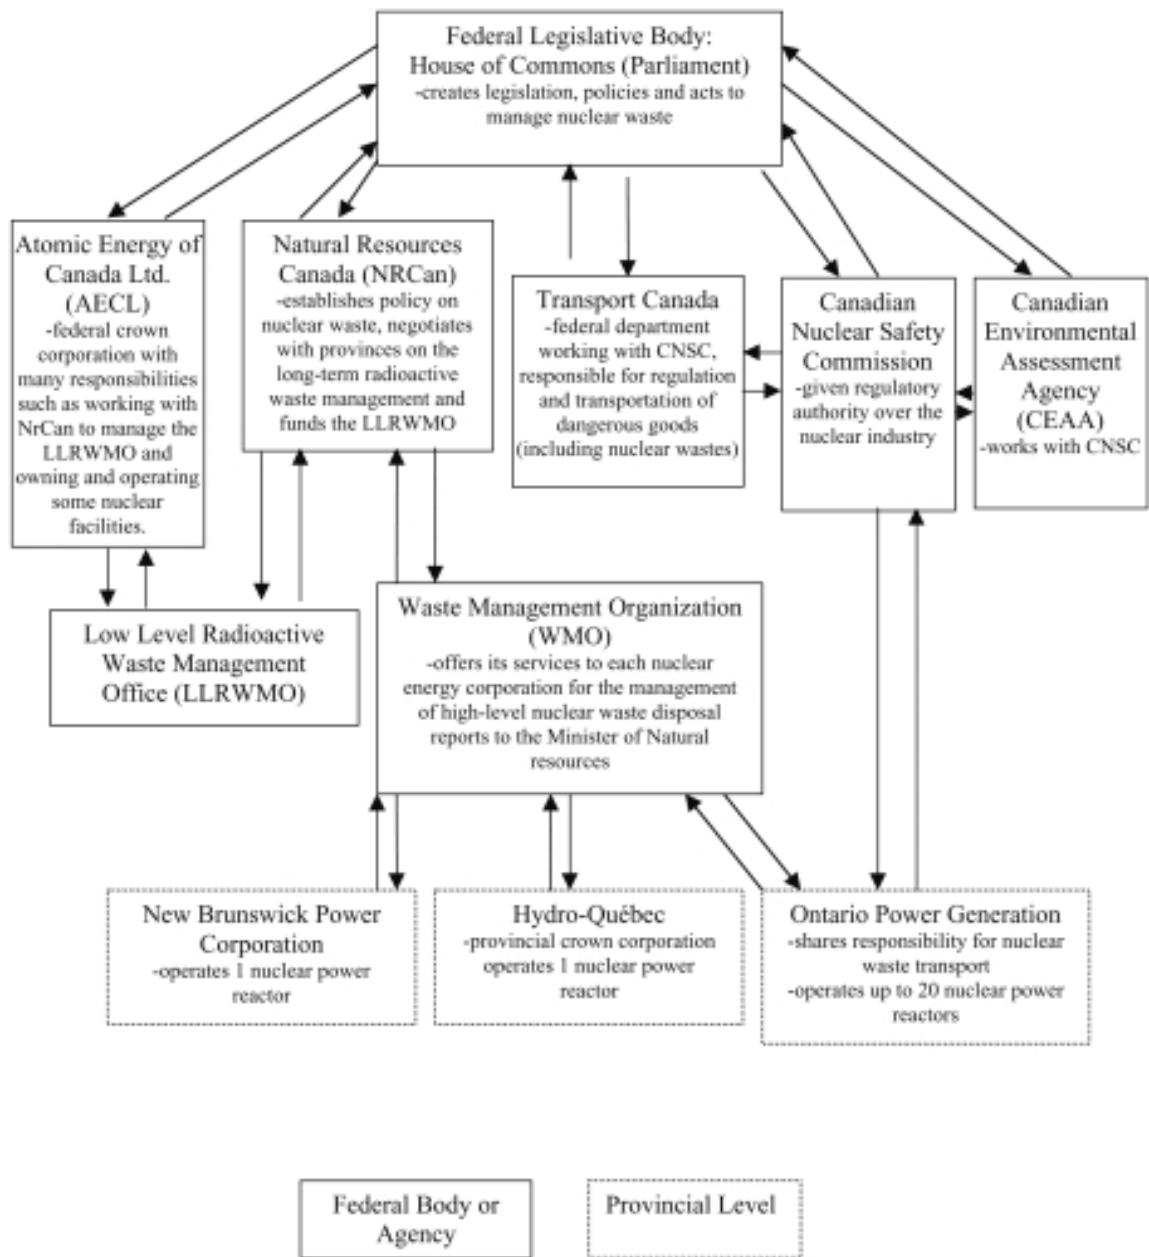 Federal Legislative Body:
House of Commons (Parliament)
-creates legislation, policies and acts to
manage nuclear waste
Atomic Energy of
Canada Ltd.
(AECL)
-federal crown
corporation with
many responsibilities
such as working with
NrCan to manage the
LLRWMO and
owning and operating
some nuclear
facilities.
Natural Resources
Canada (NRCan)
-establishes policy on
nuclear waste, negotiates
with provinces on the
long-term radioactive
waste management and
funds the LLRWMO
Transport Canada
-federal department
working with CNSC,
responsible for regulation
and transportation of
dangerous goods
(including nuclear wastes)
Canadian
Nuclear Safety
Commission
-given regulatory
authority over the
nuclear industry
Canadian
Environmental
Assessment
Agency
(CEAA)
-works with CNSC
Low Level Radioactive
Waste Management
Office (LLRWMO)
Waste Management Organization
(WMO)
-offers its services to each nuclear
energy corporation for the management
of high-level nuclear waste disposal
reports to the Minister of Natural
resources
New Brunswick Power
Corporation
-operates 1 nuclear power
reactor
Hydro-Québec
-provincial crown corporation
operates 1 nuclear power
reactor
Ontario Power Generation
-shares responsibility for nuclear
waste transport
-operates up to 20 nuclear power
reactors
Federal Body or
Agency
Provincial Level